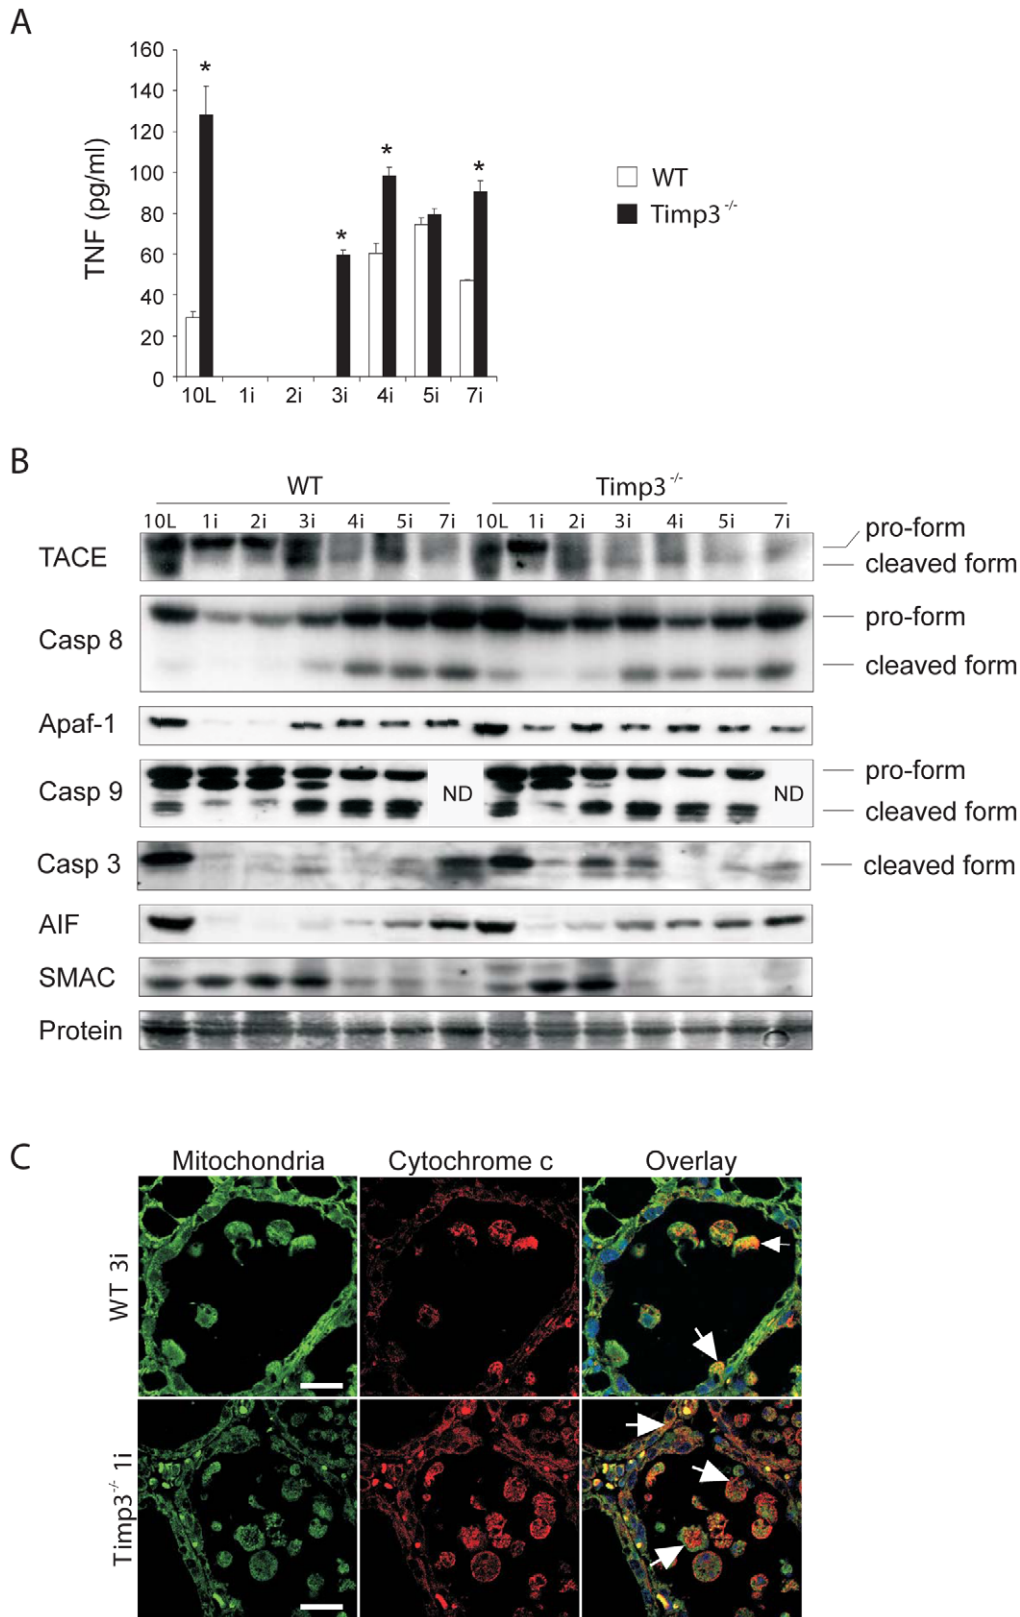 A
160
140
120
100
80
60
40
20
0
TNF (pg/ml)
* * * *
10L 1i 2i 3i 4i 5i 7i
WT
Timp3 -/-
B
WT Timp3 -/-
10L 1i 2i 3i 4i 5i 7i 10L 1i 2i 3i 4i 5i 7i
TACE pro-form
cleaved form
Casp 8 pro-form
cleaved form
Apaf-1
Casp 9 ND ND pro-form
cleaved form
Casp 3 cleaved form
AIF
SMAC
Protein
C
Mitochondria Cytochrome c Overlay
WT 3i
Timp3 -/- 1i